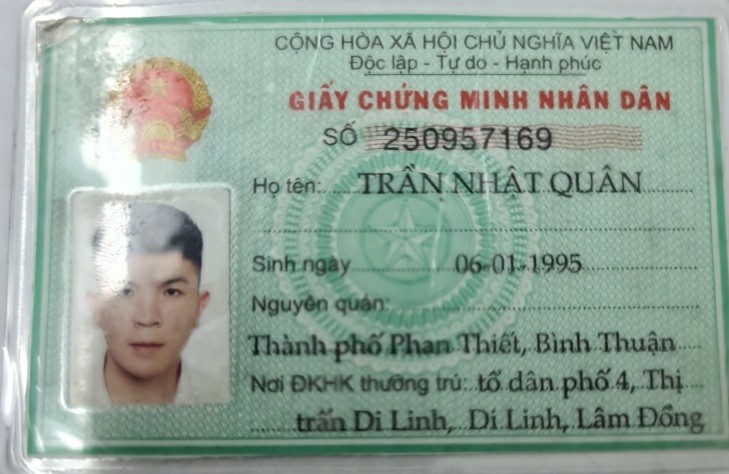 CỘNG HÒA XÃ HỘI CHỦ NGHĨA VIỆT NAM
Độc lập - Tự do - Hạnh phúc
GIẤY CHỨNG MINH NHÂN DÂN
SỐ 250957169
Họ tên: TRẦN NHẬT QUÂN
Sinh ngày 06-01-1995
Nguyên quán:
Thành phố Phan Thiết, Bình Thuận
Nơi ĐKHK thường trú: tổ dân phố 4, Thị
trấn Di Linh, Di Linh, Lâm Đồng